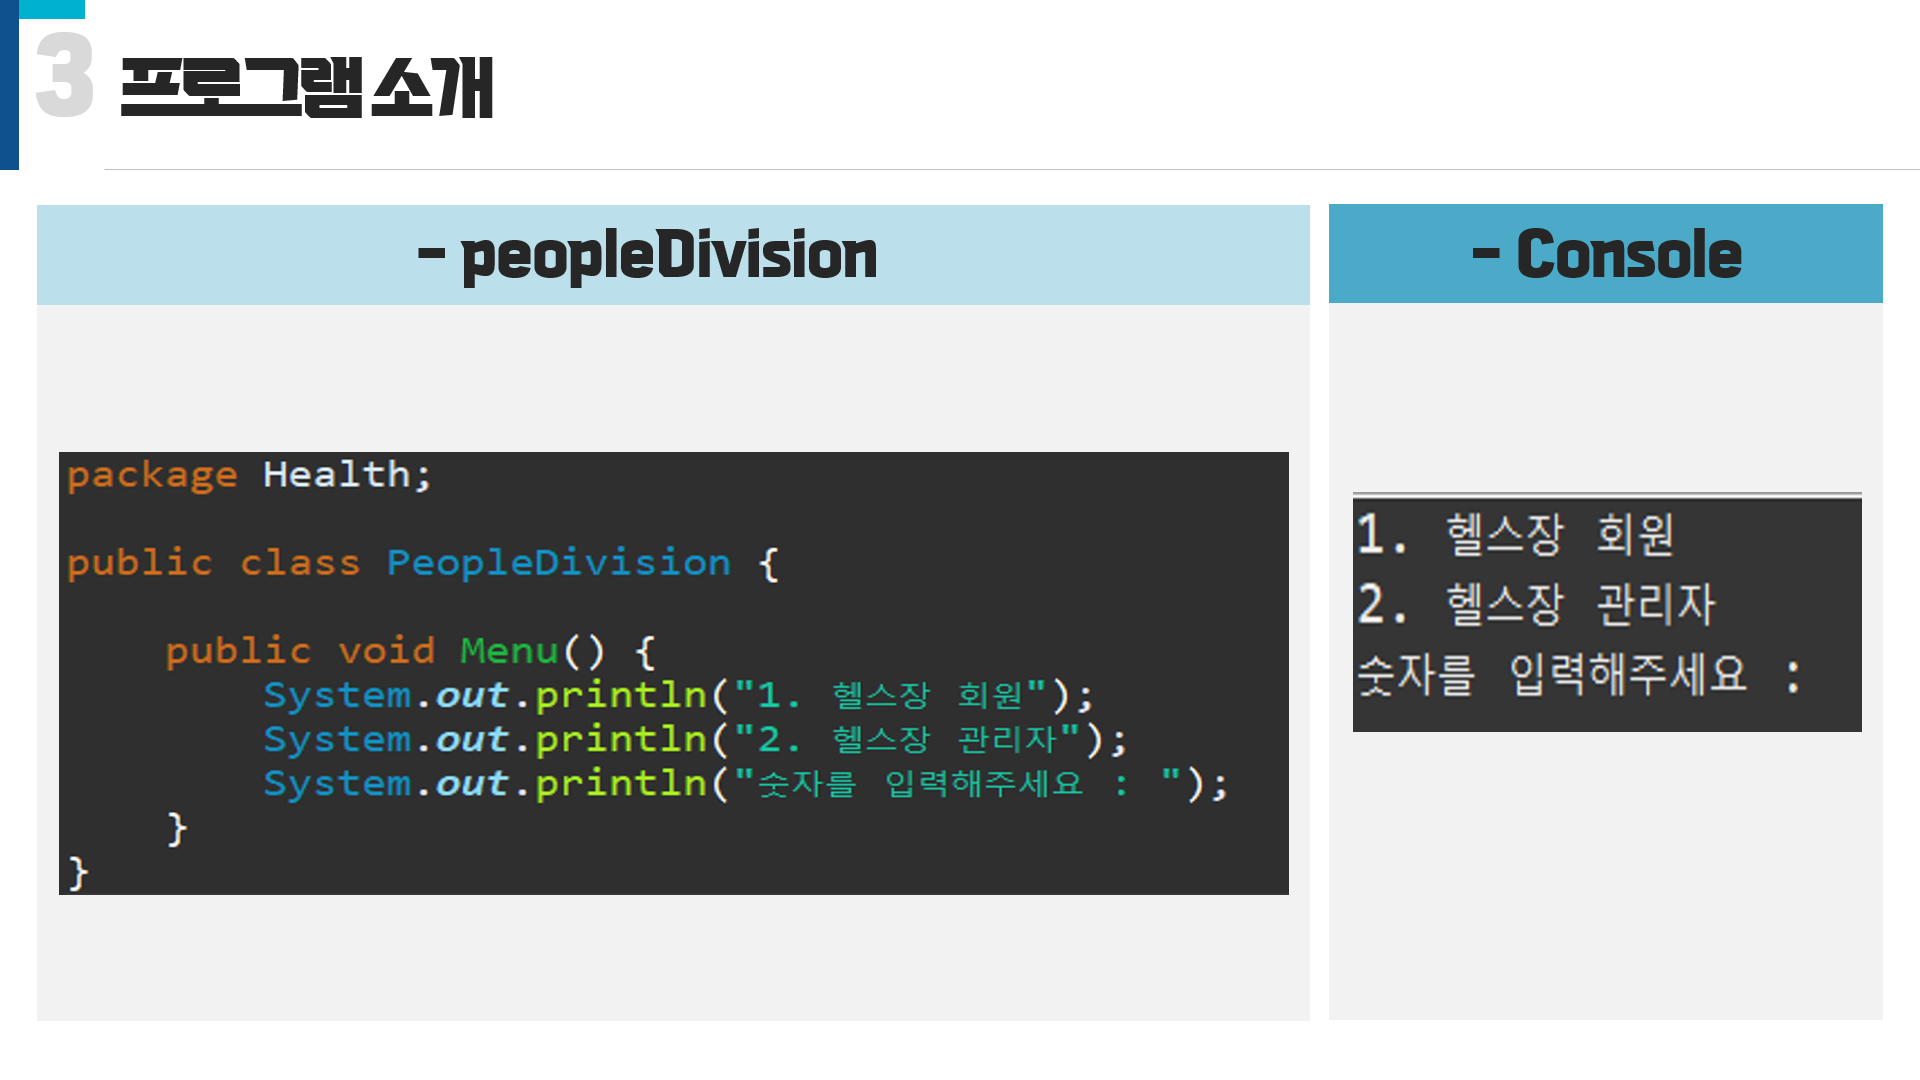 3 프로그램 소개
- peopleDivision
package Health;
public class PeopleDivision {
public void Menu() {
System.out.println("1. 헬스장 회원");
System.out.println("2. 헬스장 관리자");
System.out.println("숫자를 입력해주세요 : ");
}
}
- Console
1. 헬스장 회원
2. 헬스장 관리자
숫자를 입력해주세요 :